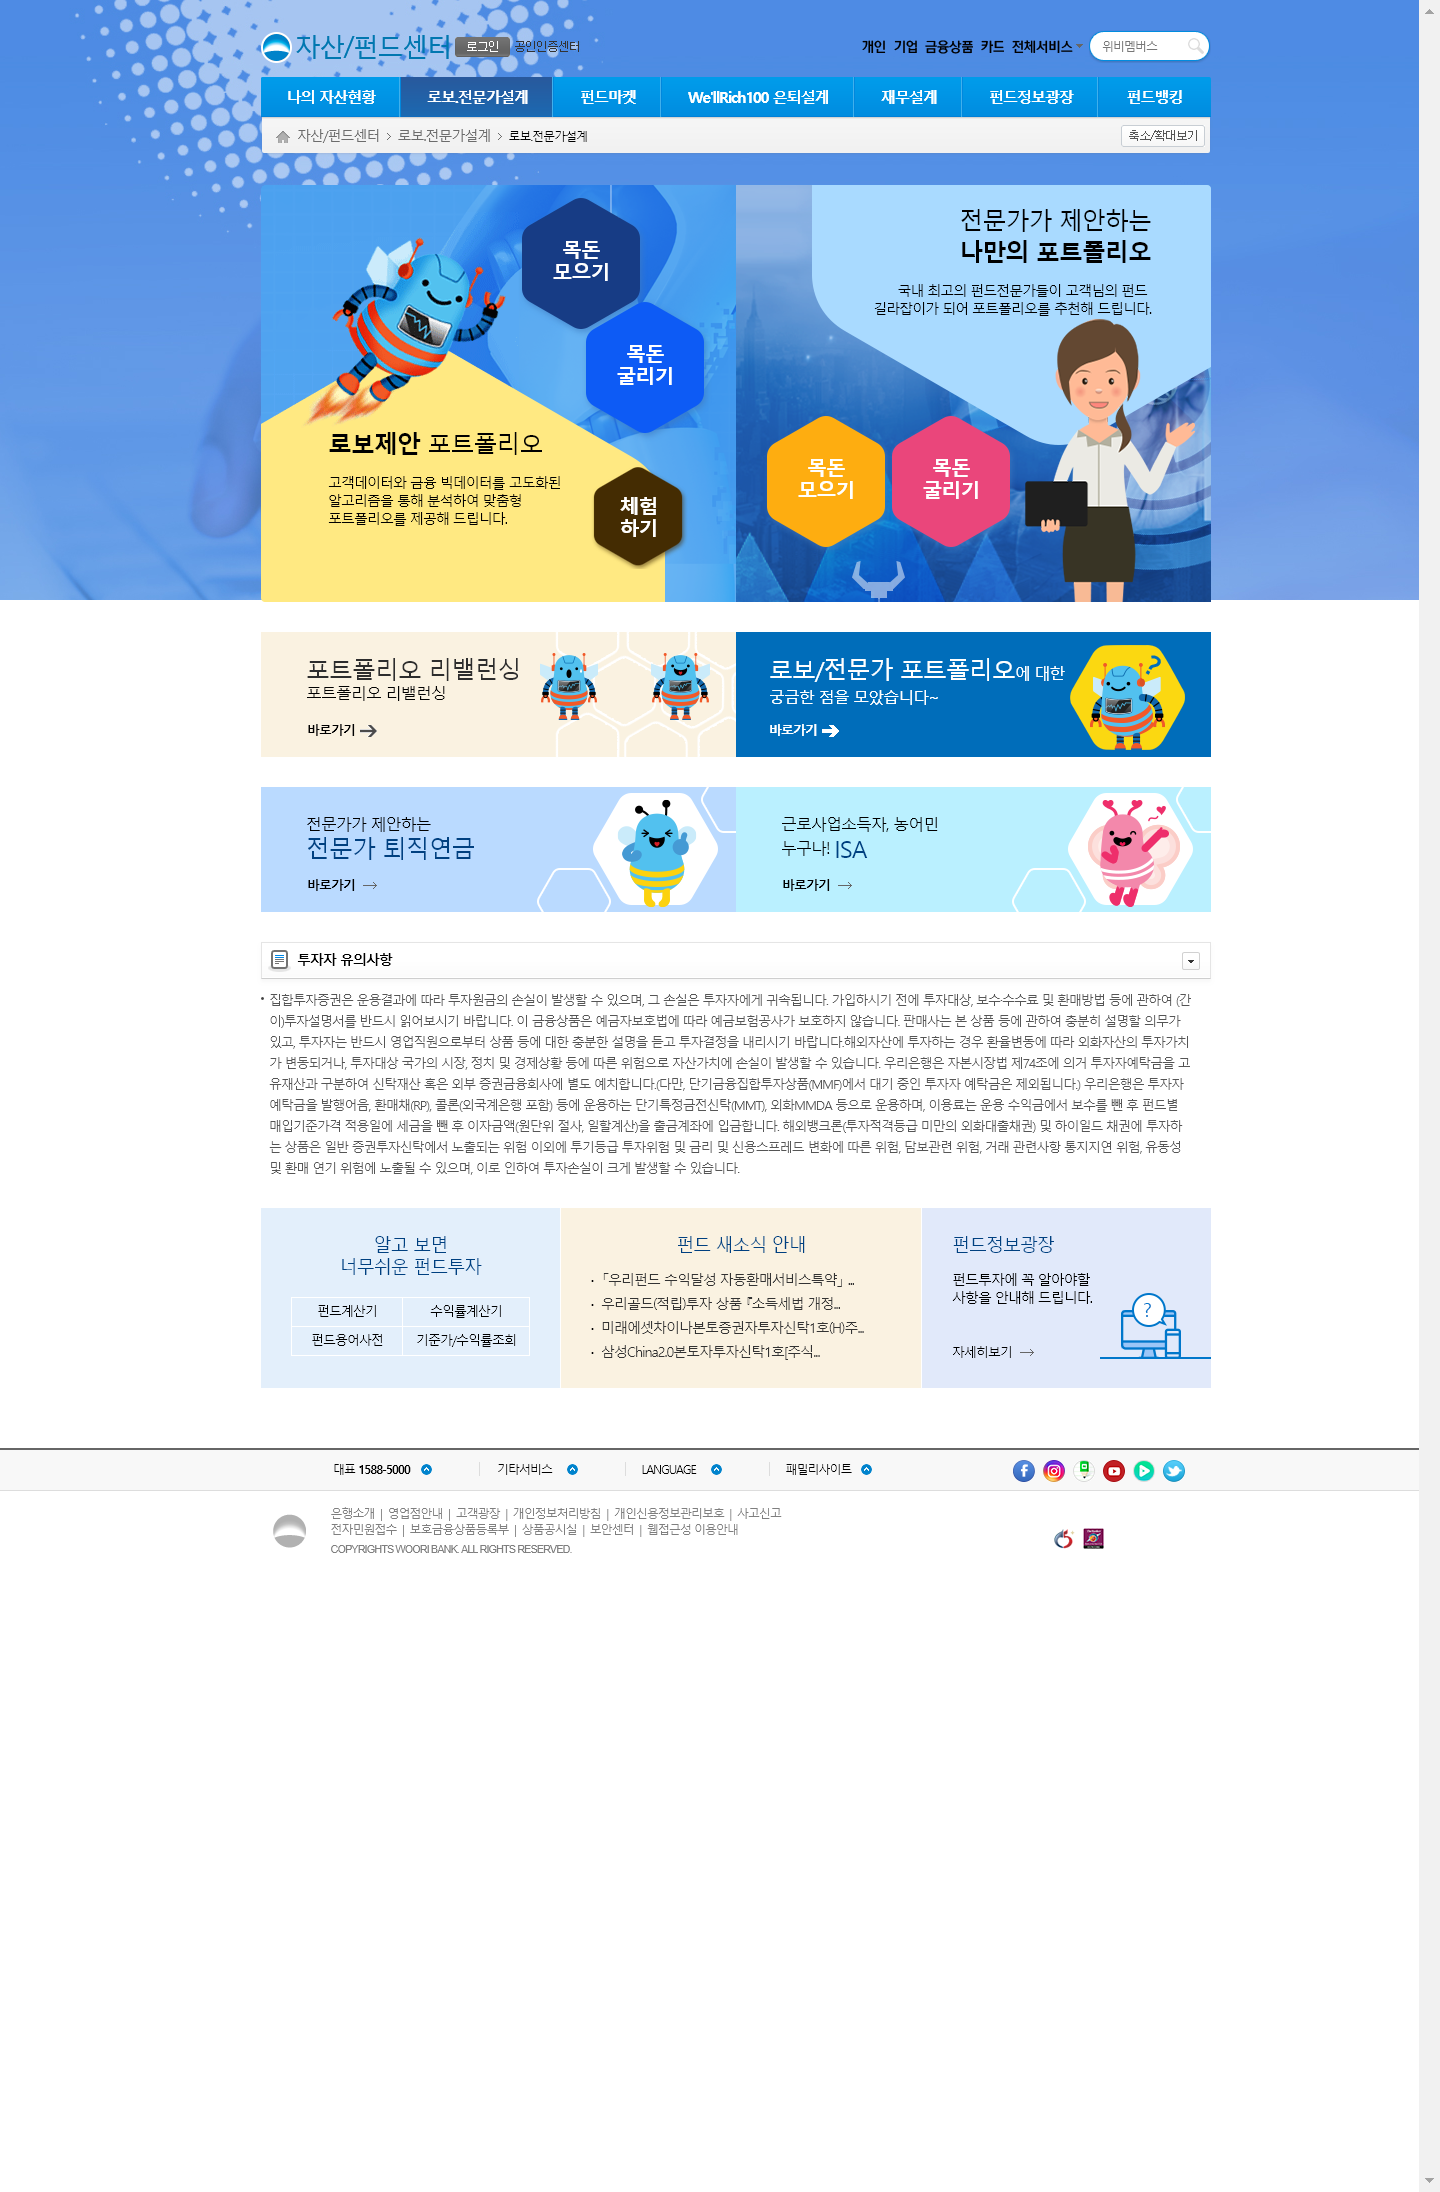 자산/펀드센터 로그인 공인인증센터 개인 기업 금융상품 카드 전체서비스 위비멤버스
나의 자산현황 로보.전문가설계 펀드마켓 We'llRich100 은퇴설계 재무설계 펀드정보광장 펀드뱅킹
자산/펀드센터 > 로보.전문가설계 > 로보.전문가설계 축소/확대보기
목돈
모으기
목돈
굴리기
로보제안 포트폴리오
고객데이터와 금융 빅데이터를 고도화된
알고리즘을 통해 분석하여 맞춤형
포트폴리오를 제공해 드립니다.
체험
하기
전문가가 제안하는
나만의 포트폴리오
국내 최고의 펀드전문가들이 고객님의 펀드
길라잡이가 되어 포트폴리오를 추천해 드립니다.
목돈
모으기
목돈
굴리기
포트폴리오 리밸런싱
포트폴리오 리밸런싱
바로가기
로보/전문가 포트폴리오에 대한
궁금한 점을 모았습니다~
바로가기
전문가가 제안하는
전문가 퇴직연금
바로가기
근로사업소득자, 농어민
누구나! ISA
바로가기
투자자 유의사항
• 집합투자증권은 운용결과에 따라 투자원금의 손실이 발생할 수 있으며, 그 손실은 투자자에게 귀속됩니다. 가입하시기 전에 투자대상, 보수·수수료 및 환매방법 등에 관하여 (간
이)투자설명서를 반드시 읽어보시기 바랍니다. 이 금융상품은 예금자보호법에 따라 예금보험공사가 보호하지 않습니다. 판매사는 본 상품 등에 관하여 충분히 설명할 의무가
있고, 투자자는 반드시 영업직원으로부터 상품 등에 대한 충분한 설명을 듣고 투자결정을 내리시기 바랍니다.해외자산에 투자하는 경우 환율변동에 따라 외화자산의 투자가치
가 변동되거나, 투자대상 국가의 시장, 정치 및 경제상황 등에 따른 위험으로 자산가치에 손실이 발생할 수 있습니다. 우리은행은 자본시장법 제74조에 의거 투자자예탁금을 고
유재산과 구분하여 신탁재산 혹은 외부 증권금융회사에 별도 예치합니다.(다만, 단기금융집합투자상품(MMF)에서 대기 중인 투자자 예탁금은 제외됩니다.) 우리은행은 투자자
예탁금을 발행어음, 환매채(RP), 콜론(외국계은행 포함) 등에 운용하는 단기특정금전신탁(MMT), 외화MMDA 등으로 운용하며, 이용료는 운용 수익금에서 보수를 뺀 후 펀드별
매입기준가격 적용일에 세금을 뺀 후 이자금액(원단위 절사, 일할계산)을 출금계좌에 입금합니다. 해외뱅크론(투자적격등급 미만의 외화대출채권) 및 하이일드 채권에 투자하
는 상품은 일반 증권투자신탁에서 노출되는 위험 이외에 투기등급 투자위험 및 금리 및 신용스프레드 변화에 따른 위험, 담보관련 위험, 거래 관련사항 통지지연 위험, 유동성
및 환매 연기 위험에 노출될 수 있으며, 이로 인하여 투자손실이 크게 발생할 수 있습니다.
알고 보면
너무쉬운 펀드투자
펀드계산기 수익률계산기
펀드용어사전 기준가/수익률조회
펀드 새소식 안내
· 「우리펀드 수익달성 자동환매서비스특약」 ...
· 우리골드(적립)투자 상품 『소득세법 개정...
· 미래에셋차이나본토증권자투자신탁1호(H)주...
· 삼성China2.0본토자투자신탁1호[주식...
펀드정보광장
펀드투자에 꼭 알아야할
사항을 안내해 드립니다.
자세히보기
?
대표 1588-5000 기타서비스 LANGUAGE 패밀리사이트
은행소개 | 영업점안내 | 고객광장 | 개인정보처리방침 | 개인신용정보관리보호 | 사고신고
전자민원접수 | 보호금융상품등록부 | 상품공시실 | 보안센터 | 웹접근성 이용안내
COPYRIGHTS WOORI BANK. ALL RIGHTS RESERVED.